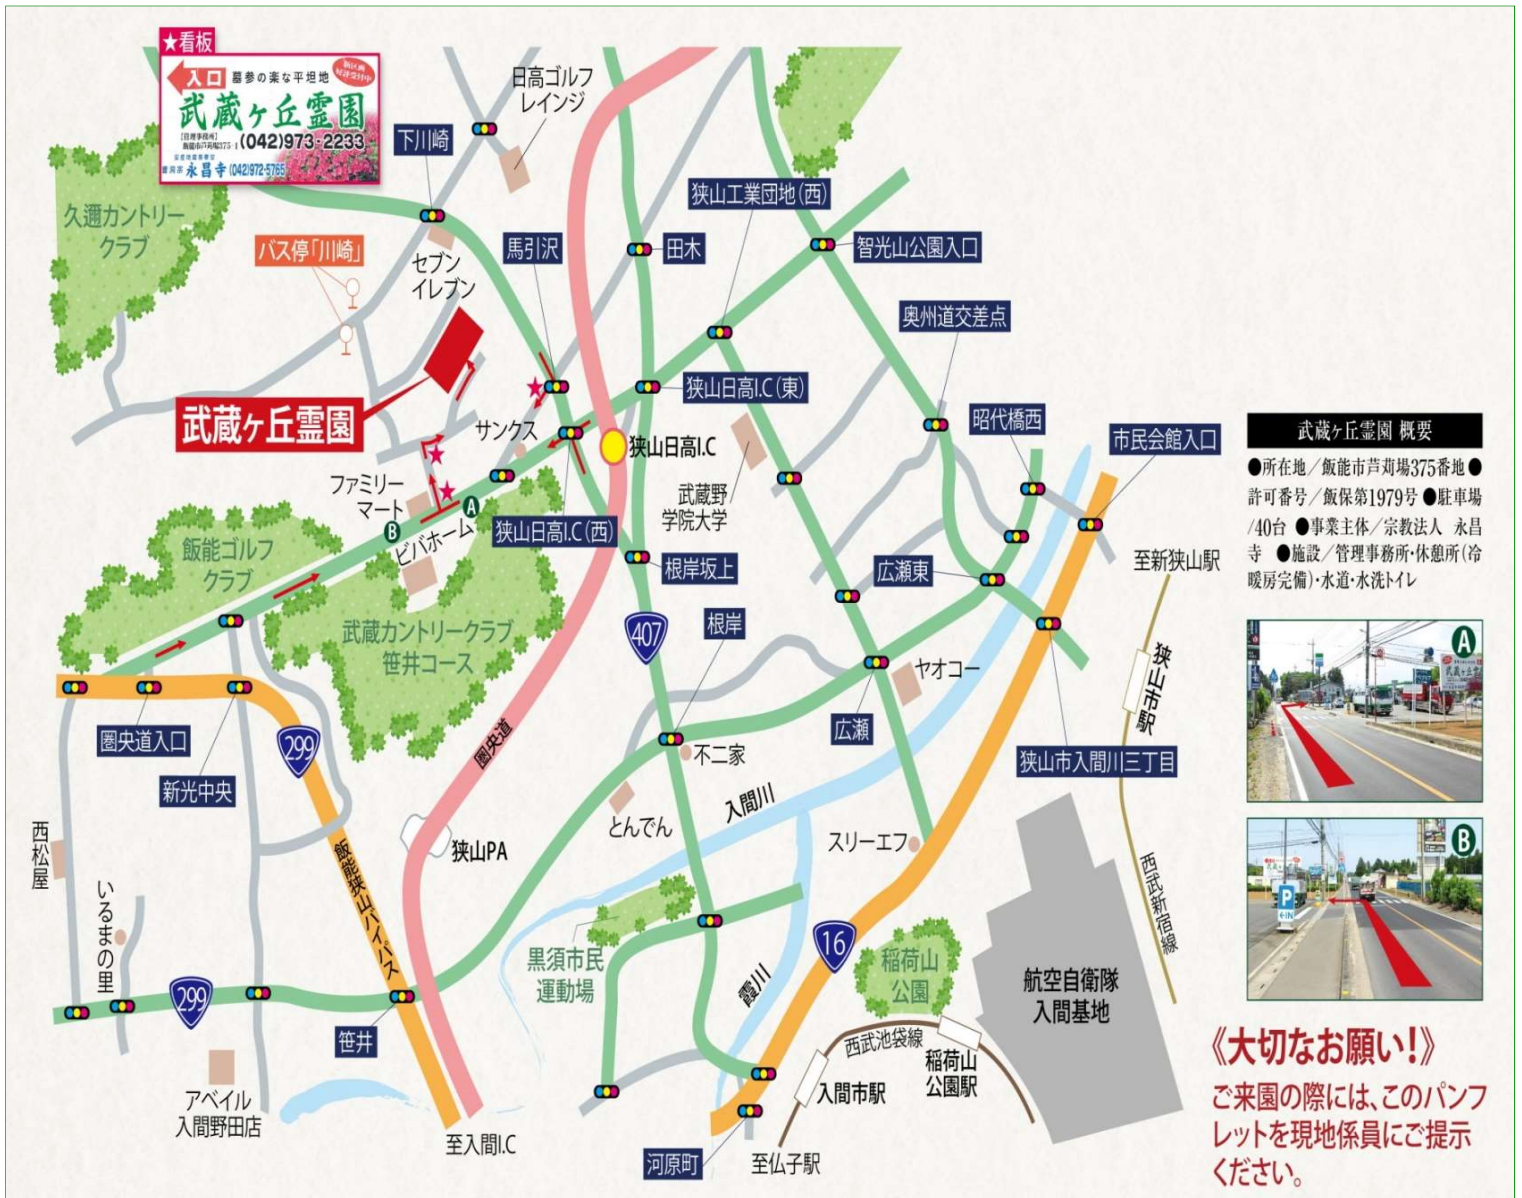 ★看板
入口
墓参の楽な平坦地
武蔵ヶ丘霊園
【管理事務所】
飯能市芦苅場375-1
(042)973-2233
永昌寺 (042)972-5765
久邇カントリー
クラブ
バス停「川崎」
下川崎
日高ゴルフ
レインジ
セブン
イレブン
馬引沢
田木
狭山工業団地(西)
智光山公園入口
奥州道交差点
狭山日高I.C(東)
昭代橋西
市民会館入口
武蔵ヶ丘霊園
サンクス
狭山日高I.C
武蔵野
学院大学
ファミリー
マート
A
B
ビバホーム
狭山日高I.C(西)
飯能ゴルフ
クラブ
根岸坂上
広瀬東
至新狭山駅
武蔵カントリークラブ
笹井コース
407
根岸
ヤオコー
狭山市駅
圏央道入口
新光中央
299
圏央道
不二家
広瀬
狭山市入間川三丁目
入間川
とんでん
スリーエフ
西松屋
いるまの里
飯能狭山バイパス
狭山PA
西武新宿線
黒須市民
運動場
16
稲荷山
公園
航空自衛隊
入間基地
霞川
299
笹井
西武池袋線
稲荷山
公園駅
入間市駅
アベイル
入間野田店
至入間I.C
河原町
至仏子駅
武蔵ヶ丘霊園 概要
●所在地／飯能市芦苅場375番地 ●
許可番号／飯保第1979号 ●駐車場
/40台 ●事業主体／宗教法人 永昌
寺 ●施設／管理事務所・休憩所(冷
暖房完備)・水道・水洗トイレ
A
B
P
IN
《大切なお願い!》
ご来園の際には、このパンフ
レットを現地係員にご提示
ください。